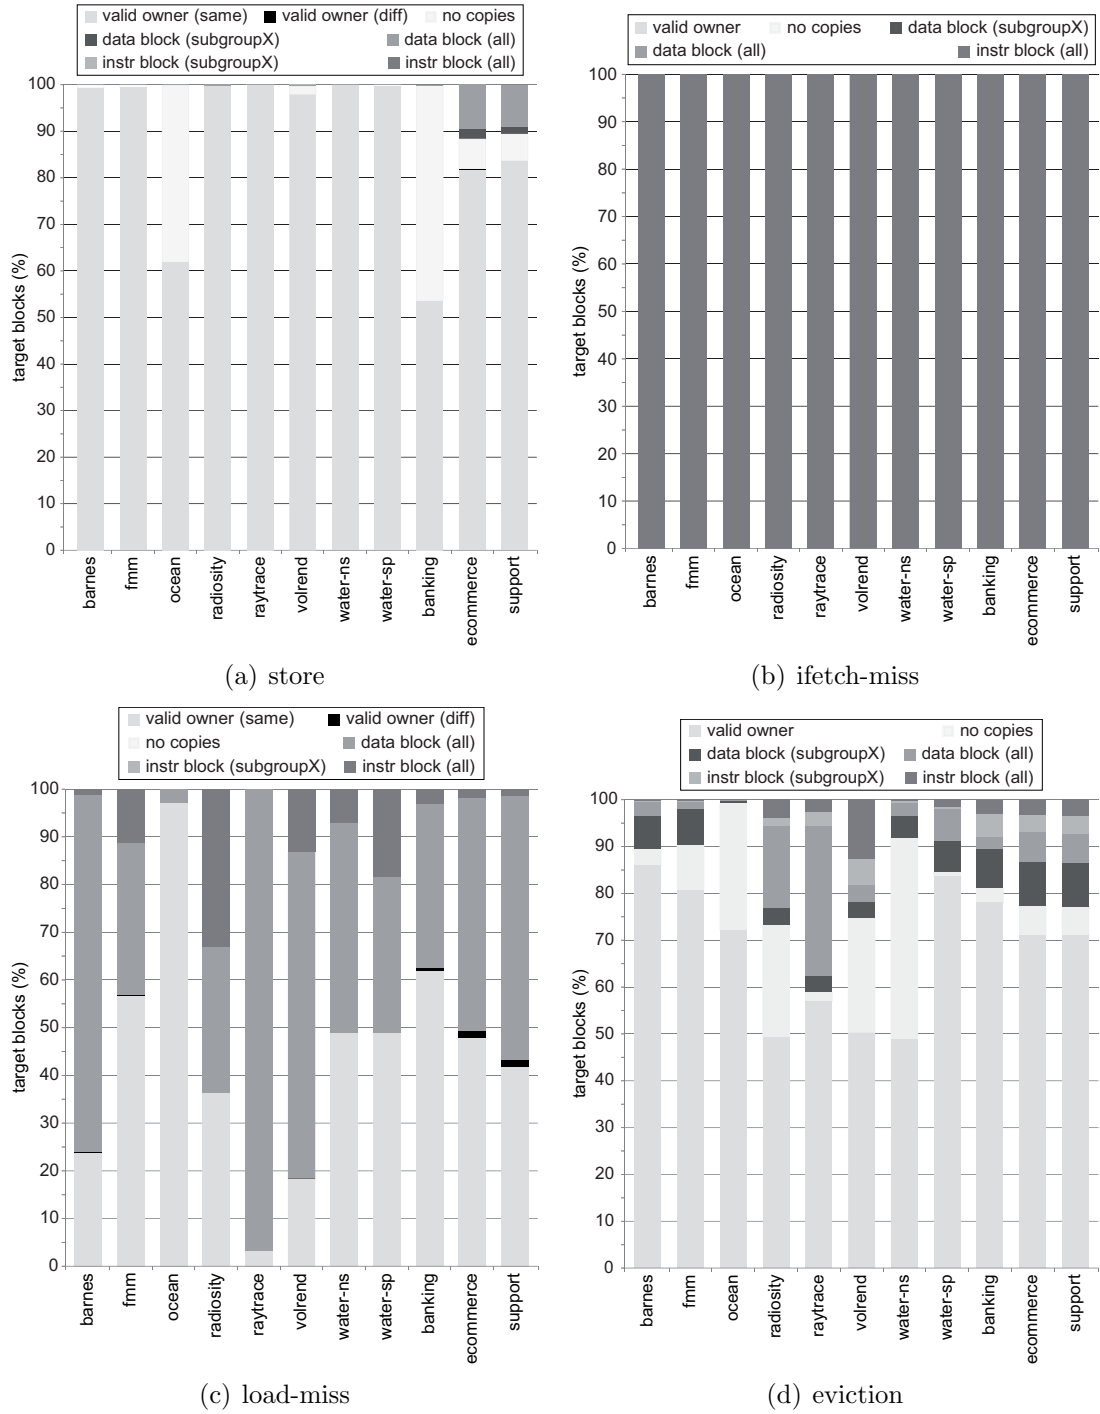 valid owner (same) valid owner (diff) no copies
data block (subgroupX) data block (all)
instr block (subgroupX) instr block (all)
100
90
80
70
60
50
40
30
20
10
0
target blocks (%)
barnes
fmm
ocean
radiosity
raytrace
volrend
water-ns
water-sp
banking
ecommerce
support
(a) store
valid owner no copies data block (subgroupX)
data block (all) instr block (all)
100
90
80
70
60
50
40
30
20
10
0
target blocks (%)
barnes
fmm
ocean
radiosity
raytrace
volrend
water-ns
water-sp
banking
ecommerce
support
(b) ifetch-miss
valid owner (same) valid owner (diff)
no copies data block (all)
instr block (subgroupX) instr block (all)
100
90
80
70
60
50
40
30
20
10
0
target blocks (%)
barnes
fmm
ocean
radiosity
raytrace
volrend
water-ns
water-sp
banking
ecommerce
support
(c) load-miss
valid owner no copies
data block (subgroupX) data block (all)
instr block (subgroupX) instr block (all)
100
90
80
70
60
50
40
30
20
10
0
target blocks (%)
barnes
fmm
ocean
radiosity
raytrace
volrend
water-ns
water-sp
banking
ecommerce
support
(d) eviction